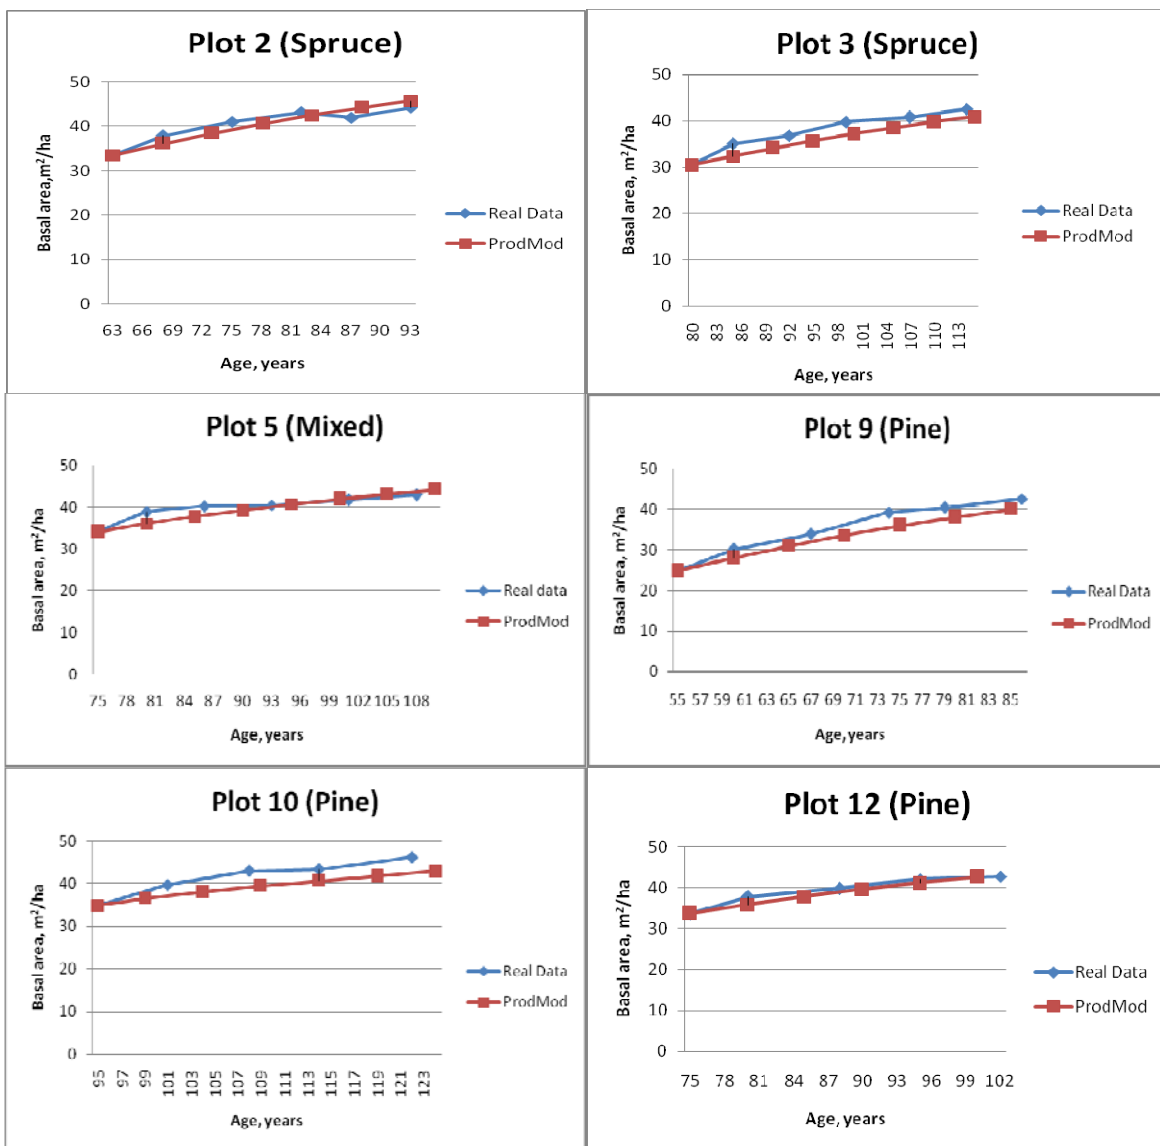 Plot 2 (Spruce)
50
40
30
20
10
0
Basal area,m²/ha
63 66 69 72 75 78 81 84 87 90 93
Age, years
Real Data
ProdMod
Plot 3 (Spruce)
50
40
30
20
10
0
Basal area, m²/ha
80 83 86 89 92 95 98 101 104 107 110 113
Age, years
Real Data
ProdMod
Plot 5 (Mixed)
50
40
30
20
10
0
Basal area, m²/ha
75 78 81 84 87 90 93 96 99 102 105 108
Age, years
Real data
ProdMod
Plot 9 (Pine)
50
40
30
20
10
0
Basal area, m²/ha
55 57 59 61 63 65 67 69 71 73 75 77 79 81 83 85
Age, years
Real Data
ProdMod
Plot 10 (Pine)
50
40
30
20
10
0
Basal area, m²/ha
95 97 99 101 103 105 107 109 111 113 115 117 119 121 123
Age, years
Real Data
ProdMod
Plot 12 (Pine)
50
40
30
20
10
0
Basal area, m²/ha
75 78 81 84 87 90 93 96 99 102
Age, years
Real Data
ProdMod